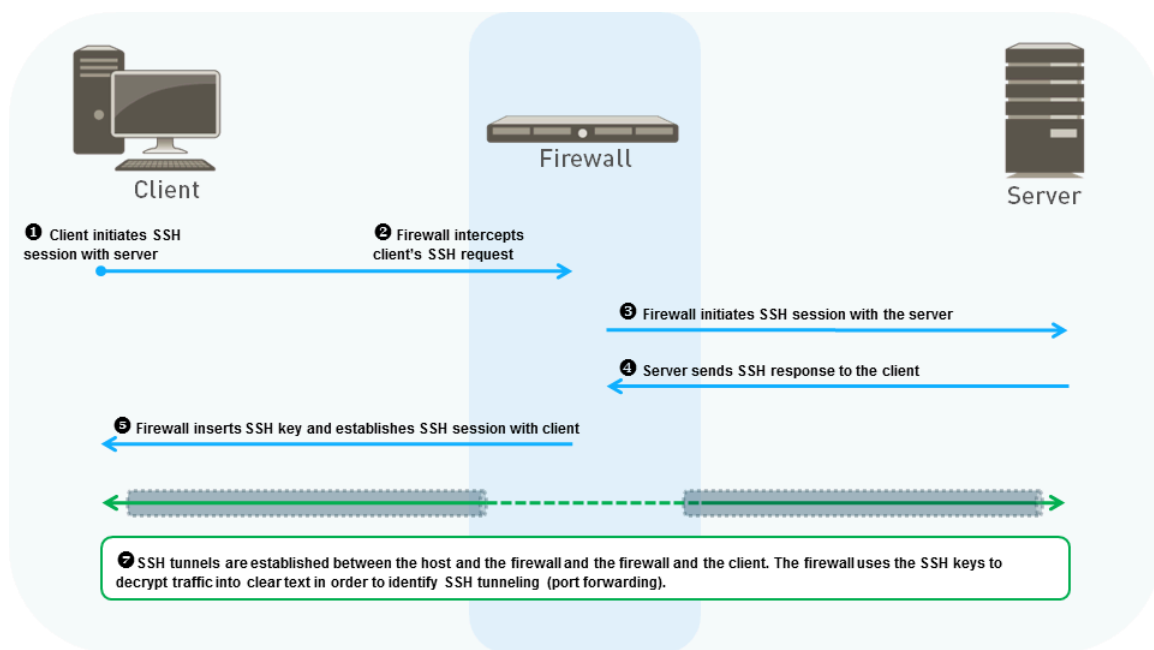 Client
Firewall
Server
❶ Client initiates SSH
session with server
❷ Firewall intercepts
client's SSH request
❸ Firewall initiates SSH session with the server
❹ Server sends SSH response to the client
❺ Firewall inserts SSH key and establishes SSH session with client
❼ SSH tunnels are established between the host and the firewall and the firewall and the client. The firewall uses the SSH keys to
decrypt traffic into clear text in order to identify SSH tunneling (port forwarding).